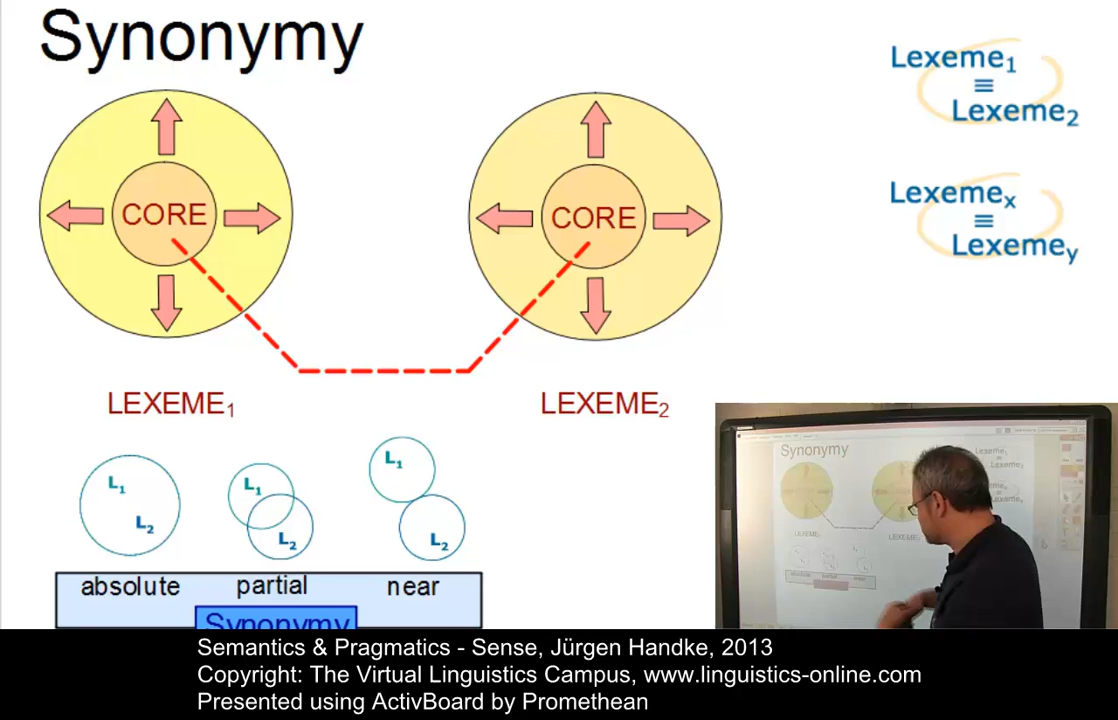 Synonymy
Lexeme₁
≡
Lexeme₂
Lexemeₓ
≡
Lexemeᵧ
CORE
CORE
LEXEME₁
LEXEME₂
L₁
L₂
L₁
L₂
L₁
L₂
absolute partial near
Synonymy
Synonymy
Semantics & Pragmatics - Sense, Jürgen Handke, 2013
Copyright: The Virtual Linguistics Campus, www.linguistics-online.com
Presented using ActivBoard by Promethean